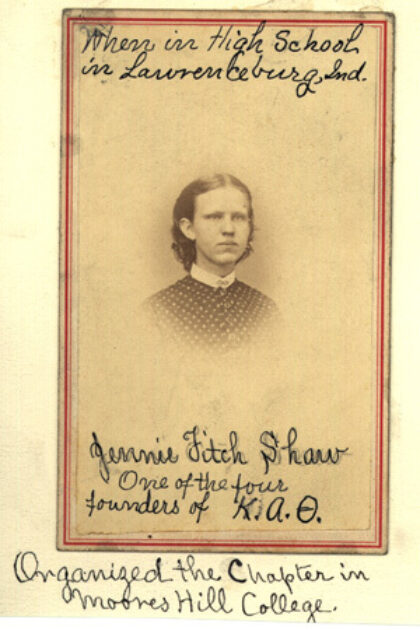 When in High School
in Lawrenceburg, Ind.
Jennie Fitch Shaw
One of the four
founders of K.A.Θ.
Organized the Chapter in
Moores Hill College.